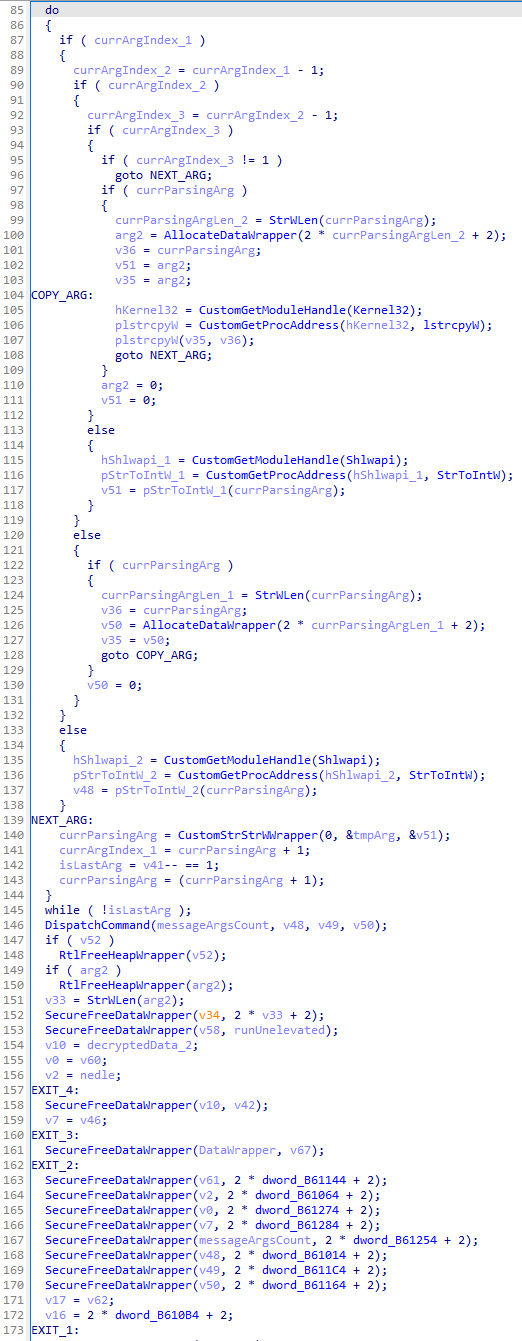 85 do
86 {
87 if ( currArgIndex_1 )
88 {
89 currArgIndex_2 = currArgIndex_1 - 1;
90 if ( currArgIndex_2 )
91 {
92 currArgIndex_3 = currArgIndex_2 - 1;
93 if ( currArgIndex_3 )
94 {
95 if ( currArgIndex_3 != 1 )
96 goto NEXT_ARG;
97 if ( currParsingArg )
98 {
99 currParsingArgLen_2 = StrWLen(currParsingArg);
100 arg2 = AllocateDataWrapper(2 * currParsingArgLen_2 + 2);
101 v36 = currParsingArg;
102 v51 = arg2;
103 v35 = arg2;
104 COPY_ARG:
105 hKernel32 = CustomGetModuleHandle(Kernel32);
106 plstrcpyW = CustomGetProcAddress(hKernel32, lstrcpyW);
107 plstrcpyW(v35, v36);
108 goto NEXT_ARG;
109 }
110 arg2 = 0;
111 v51 = 0;
112 }
113 else
114 {
115 hShlwapi_1 = CustomGetModuleHandle(Shlwapi);
116 pStrToIntW_1 = CustomGetProcAddress(hShlwapi_1, StrToIntW);
117 v51 = pStrToIntW_1(currParsingArg);
118 }
119 }
120 else
121 {
122 if ( currParsingArg )
123 {
124 currParsingArgLen_1 = StrWLen(currParsingArg);
125 v36 = currParsingArg;
126 v50 = AllocateDataWrapper(2 * currParsingArgLen_1 + 2);
127 v35 = v50;
128 goto COPY_ARG;
129 }
130 v50 = 0;
131 }
132 }
133 else
134 {
135 hShlwapi_2 = CustomGetModuleHandle(Shlwapi);
136 pStrToIntW_2 = CustomGetProcAddress(hShlwapi_2, StrToIntW);
137 v48 = pStrToIntW_2(currParsingArg);
138 }
139 NEXT_ARG:
140 currParsingArg = CustomStrStrWWrapper(0, &tmpArg, &v51);
141 currArgIndex_1 = currParsingArg + 1;
142 isLastArg = v41-- == 1;
143 currParsingArg = (currParsingArg + 1);
144 }
145 while ( !isLastArg );
146 DispatchCommand(messageArgsCount, v48, v49, v50);
147 if ( v52 )
148 RtlFreeHeapWrapper(v52);
149 if ( arg2 )
150 RtlFreeHeapWrapper(arg2);
151 v33 = StrWLen(arg2);
152 SecureFreeDataWrapper(v34, 2 * v33 + 2);
153 SecureFreeDataWrapper(v58, runUnelevated);
154 v10 = decryptedData_2;
155 v0 = v60;
156 v2 = nedle;
157 EXIT_4:
158 SecureFreeDataWrapper(v10, v42);
159 v7 = v46;
160 EXIT_3:
161 SecureFreeDataWrapper(DataWrapper, v67);
162 EXIT_2:
163 SecureFreeDataWrapper(v61, 2 * dword_B61144 + 2);
164 SecureFreeDataWrapper(v2, 2 * dword_B61064 + 2);
165 SecureFreeDataWrapper(v0, 2 * dword_B61274 + 2);
166 SecureFreeDataWrapper(v7, 2 * dword_B61284 + 2);
167 SecureFreeDataWrapper(messageArgsCount, 2 * dword_B61254 + 2);
168 SecureFreeDataWrapper(v48, 2 * dword_B61014 + 2);
169 SecureFreeDataWrapper(v49, 2 * dword_B611C4 + 2);
170 SecureFreeDataWrapper(v50, 2 * dword_B61164 + 2);
171 v17 = v62;
172 v16 = 2 * dword_B610B4 + 2;
173 EXIT_1: